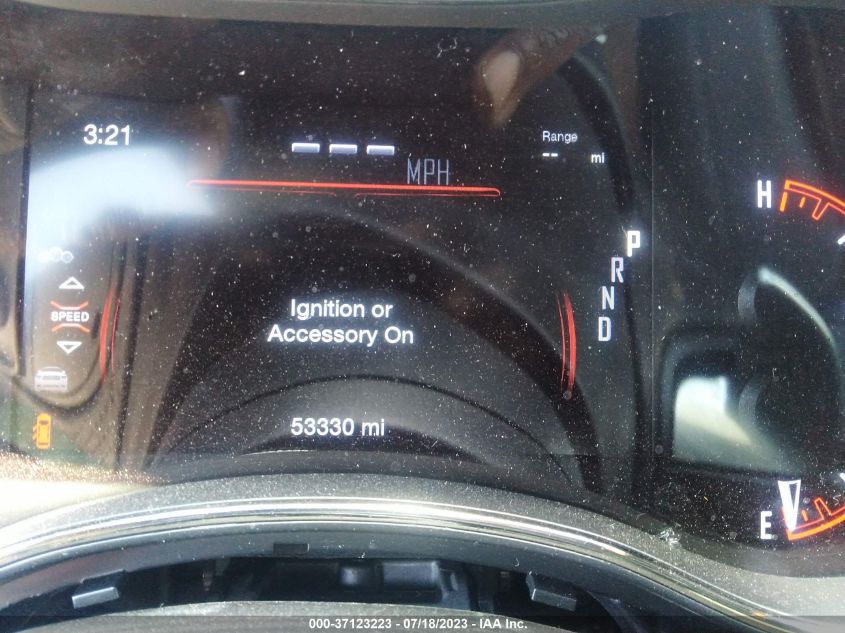 3:21
Range
-- mi
--- MPH
H
P
R
N
D
SPEED
Ignition or
Accessory On
53330 mi
E
000-37123223 - 07/18/2023 - IAA Inc.